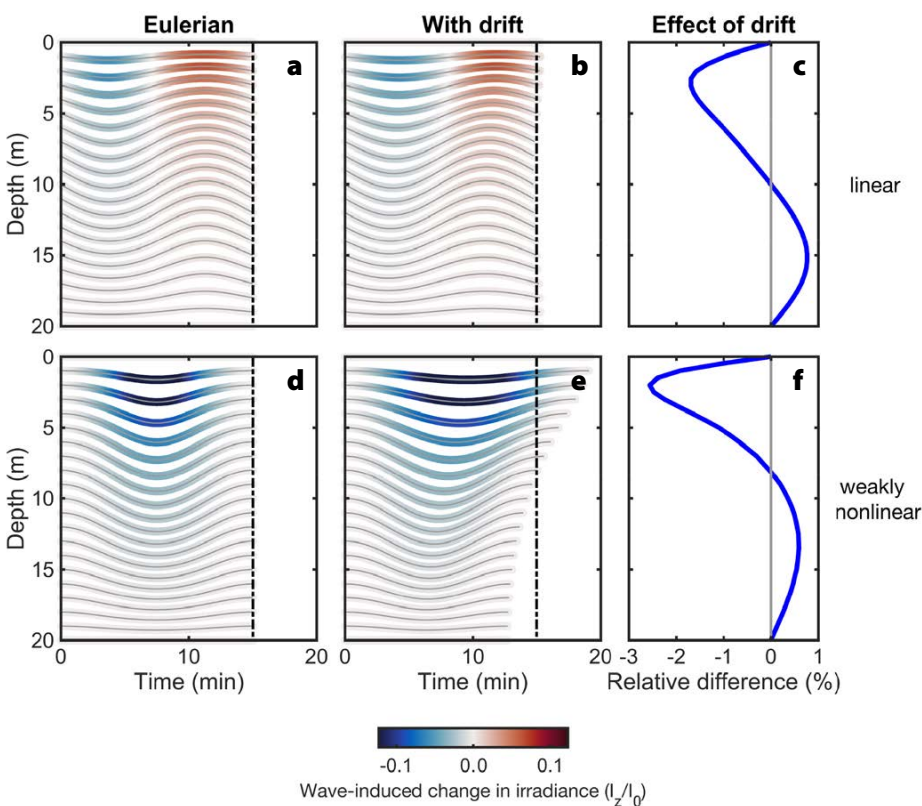 Eulerian With drift Effect of drift
0
5
10
15
20
Depth (m)
a b c
linear
0
5
10
15
20
Depth (m)
d e f
weakly
nonlinear
0 10 20 0 10 20 -3 -2 -1 0 1
Time (min) Time (min) Relative difference (%)
-0.1 0.0 0.1
Wave-induced change in irradiance (I_z/I_0)